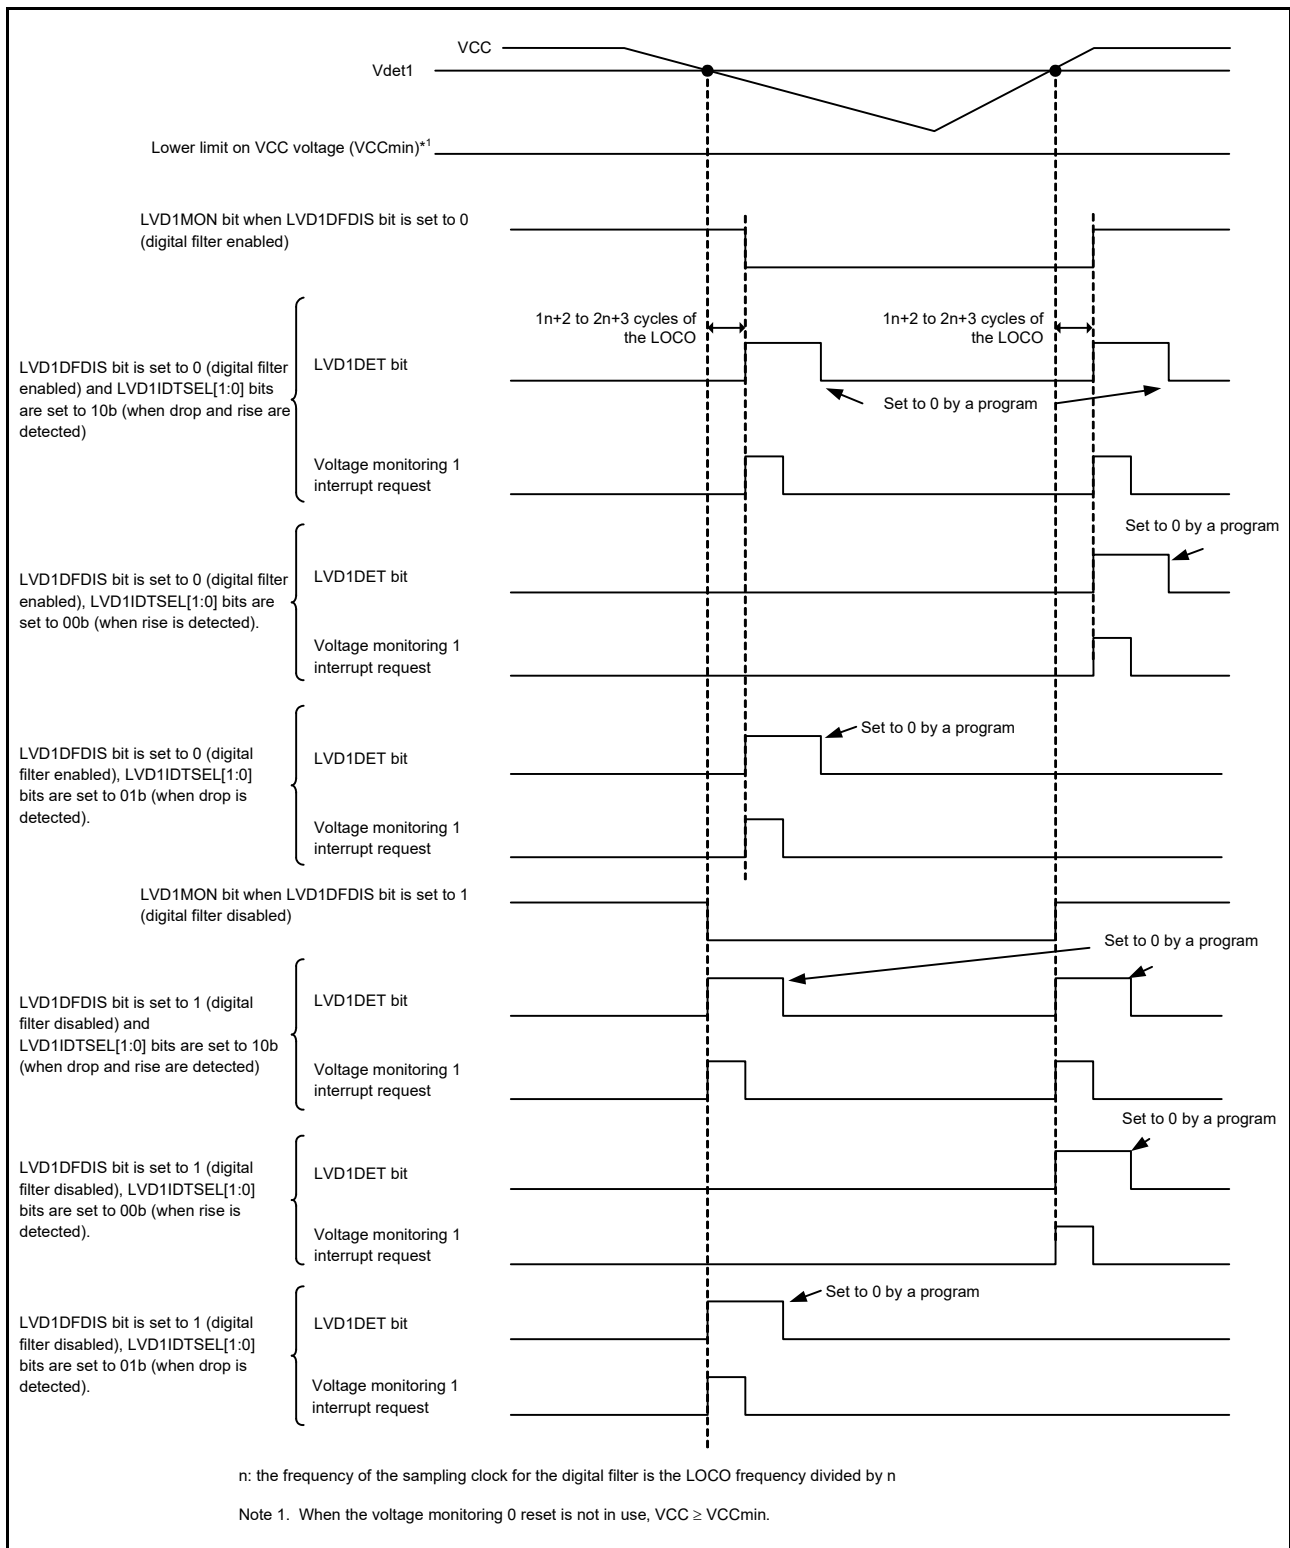 VCC
Vdet1
Lower limit on VCC voltage (VCCmin)*1
LVD1MON bit when LVD1DFDIS bit is set to 0
(digital filter enabled)
1n+2 to 2n+3 cycles of
the LOCO
1n+2 to 2n+3 cycles of
the LOCO
LVD1DFDIS bit is set to 0 (digital filter
enabled) and LVD1IDTSEL[1:0] bits
are set to 10b (when drop and rise are
detected)
LVD1DET bit
Set to 0 by a program
Voltage monitoring 1
interrupt request
Set to 0 by a program
LVD1DFDIS bit is set to 0 (digital filter
enabled), LVD1IDTSEL[1:0] bits are
set to 00b (when rise is detected).
LVD1DET bit
Voltage monitoring 1
interrupt request
Set to 0 by a program
LVD1DFDIS bit is set to 0 (digital
filter enabled), LVD1IDTSEL[1:0]
bits are set to 01b (when drop is
detected).
LVD1DET bit
Voltage monitoring 1
interrupt request
LVD1MON bit when LVD1DFDIS bit is set to 1
(digital filter disabled)
Set to 0 by a program
LVD1DFDIS bit is set to 1 (digital
filter disabled) and
LVD1IDTSEL[1:0] bits are set to 10b
(when drop and rise are detected)
LVD1DET bit
Voltage monitoring 1
interrupt request
Set to 0 by a program
LVD1DFDIS bit is set to 1 (digital
filter disabled), LVD1IDTSEL[1:0]
bits are set to 00b (when rise is
detected).
LVD1DET bit
Voltage monitoring 1
interrupt request
Set to 0 by a program
LVD1DFDIS bit is set to 1 (digital
filter disabled), LVD1IDTSEL[1:0]
bits are set to 01b (when drop is
detected).
LVD1DET bit
Voltage monitoring 1
interrupt request
n: the frequency of the sampling clock for the digital filter is the LOCO frequency divided by n
Note 1. When the voltage monitoring 0 reset is not in use, VCC ≥ VCCmin.